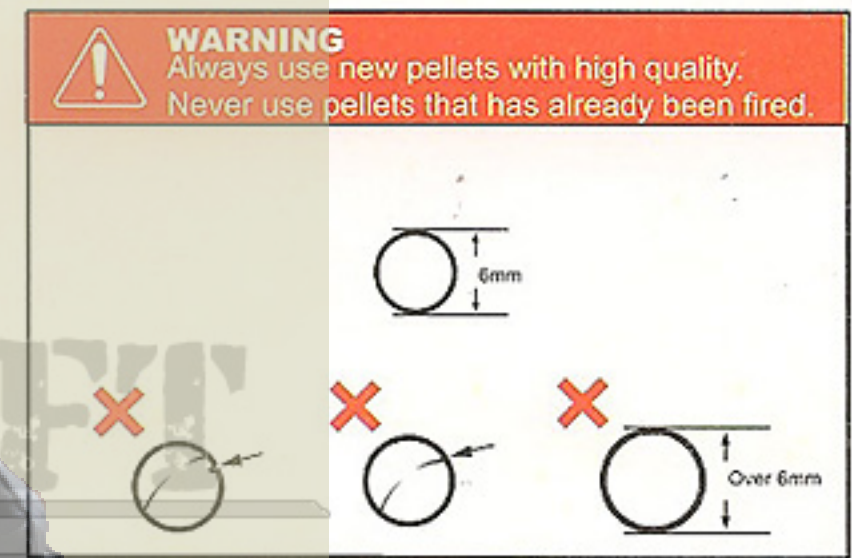 WARNING
Always use new pellets with high quality.
Never use pellets that has already been fired.
6mm
FT
Over 6mm